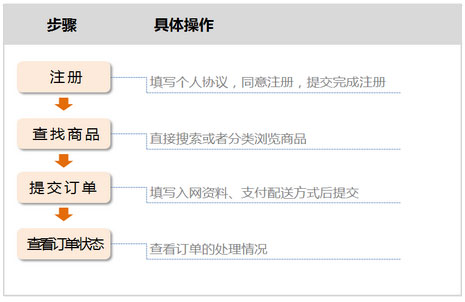 步骤 具体操作
注册 填写个人协议，同意注册，提交完成注册
查找商品 直接搜索或者分类浏览商品
提交订单 填写入网资料、支付配送方式后提交
查看订单状态 查看订单的处理情况